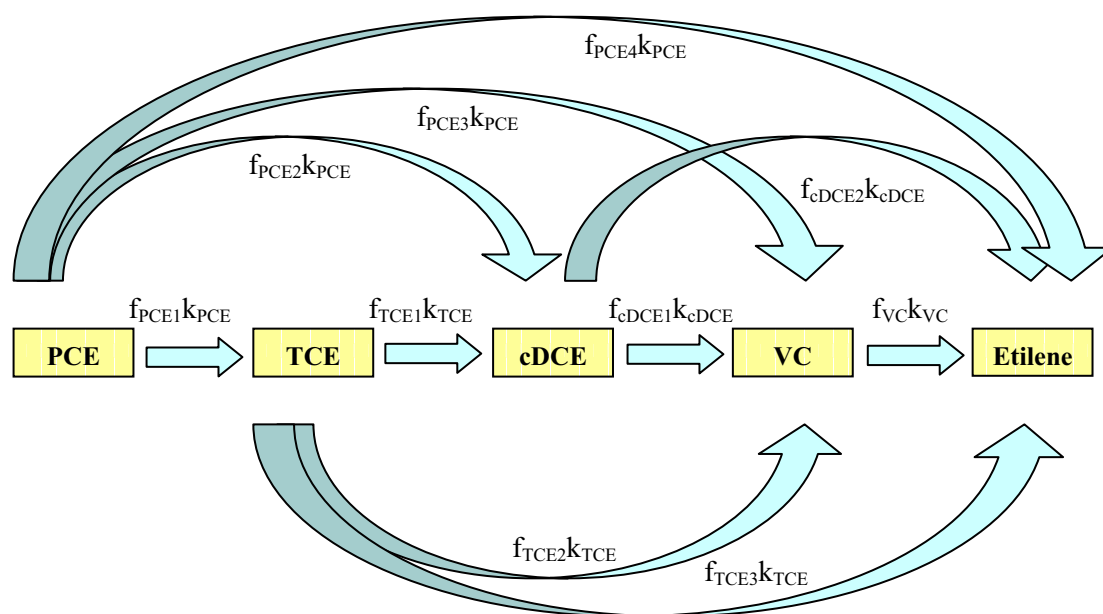 fPCE4kPCE
fPCE3kPCE
fPCE2kPCE
fcDCE2kcDCE
fPCE1kPCE
fTCE1kTCE
fcDCE1kcDCE
fVCkVC
PCE
TCE
cDCE
VC
Etilene
fTCE2kTCE
fTCE3kTCE